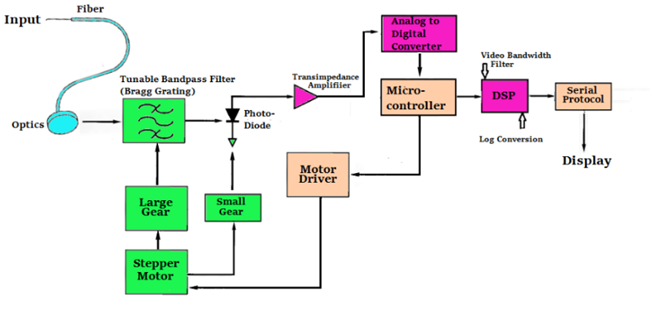 Fiber
Input
Analog to
Digital
Converter
Tunable Bandpass Filter
(Bragg Grating)
Transimpedance
Amplifiier
Video Bandwidth
Filter
Micro-
controller
DSP
Serial
Protocol
Optics
Photo-
Diode
Log Conversion
Display
Motor
Driver
Large
Gear
Small
Gear
Stepper
Motor